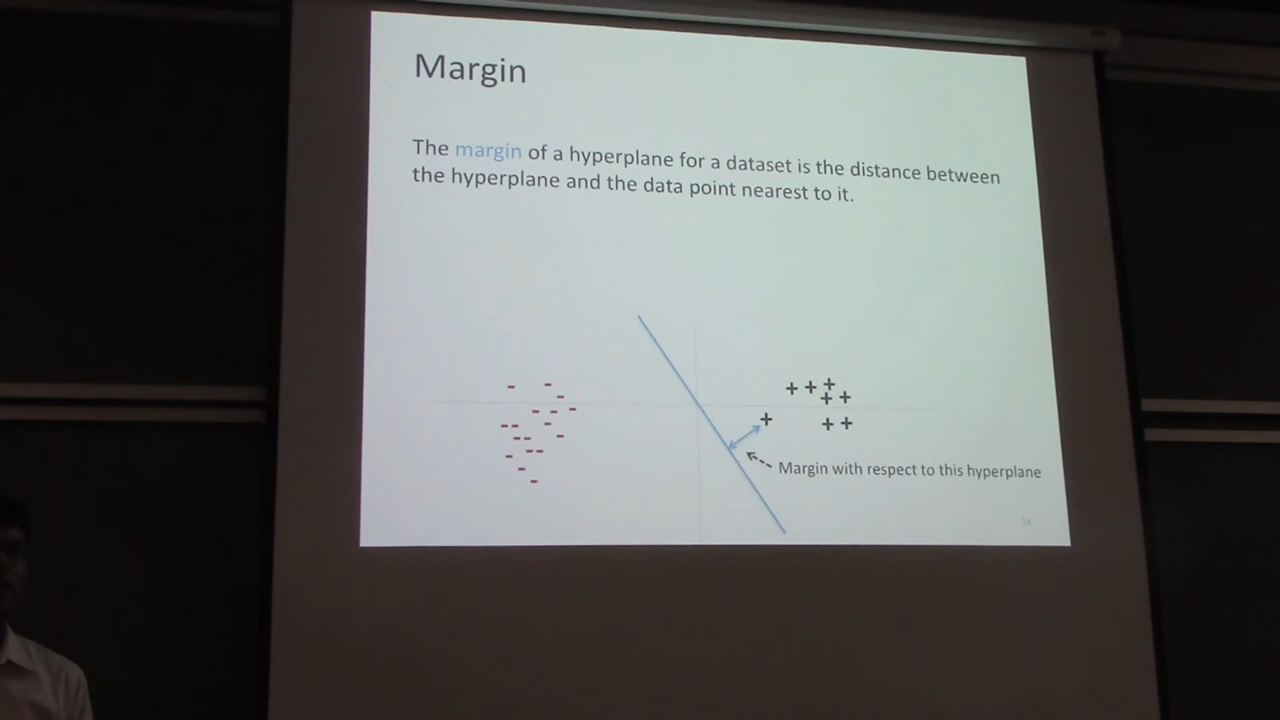 Margin
The margin of a hyperplane for a dataset is the distance between
the hyperplane and the data point nearest to it.
Margin with respect to this hyperplane